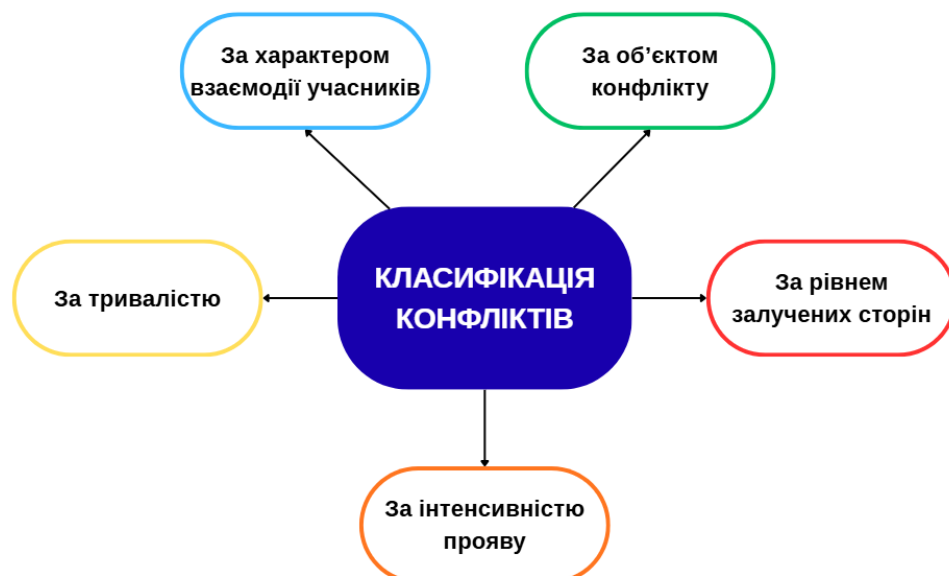 За характером
взаємодії учасників
За об’єктом
конфлікту
КЛАСИФІКАЦІЯ
КОНФЛІКТІВ
За тривалістю
За рівнем
залучених сторін
За інтенсивністю
прояву